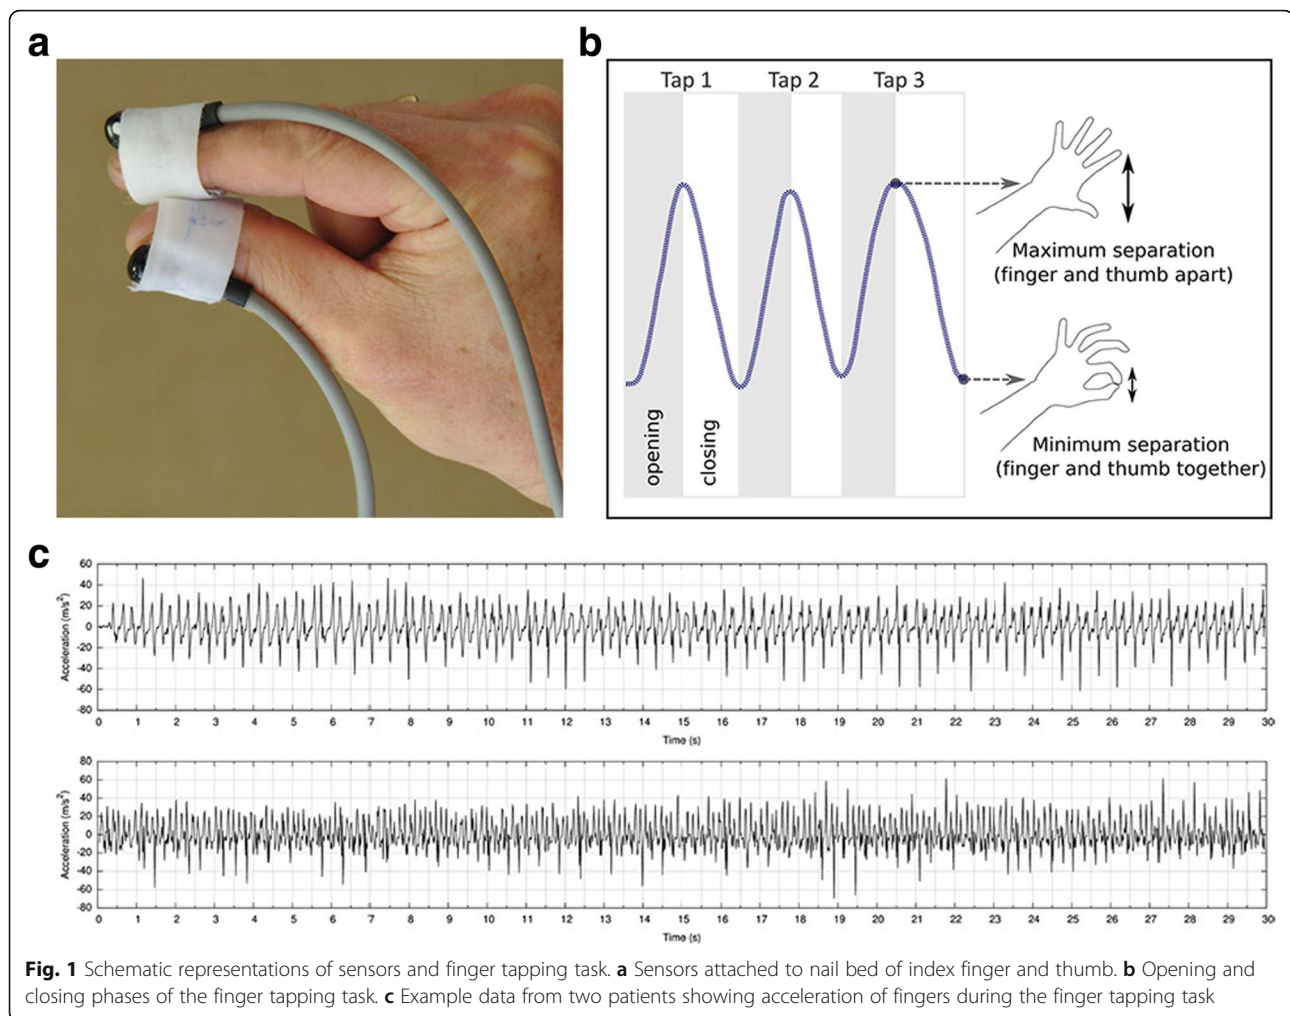 a
b
Tap 1 Tap 2 Tap 3
Maximum separation
(finger and thumb apart)
opening
closing
Minimum separation
(finger and thumb together)
c
60
40
20
0
-20
-40
-60
-80
Acceleration (m/s²)
0 1 2 3 4 5 6 7 8 9 10 11 12 13 14 15 16 17 18 19 20 21 22 23 24 25 26 27 28 29 30
Time (s)
80
60
40
20
0
-20
-40
-60
-80
Acceleration (m/s²)
0 1 2 3 4 5 6 7 8 9 10 11 12 13 14 15 16 17 18 19 20 21 22 23 24 25 26 27 28 29 30
Time (s)
Fig. 1 Schematic representations of sensors and finger tapping task. a Sensors attached to nail bed of index finger and thumb. b Opening and
closing phases of the finger tapping task. c Example data from two patients showing acceleration of fingers during the finger tapping task